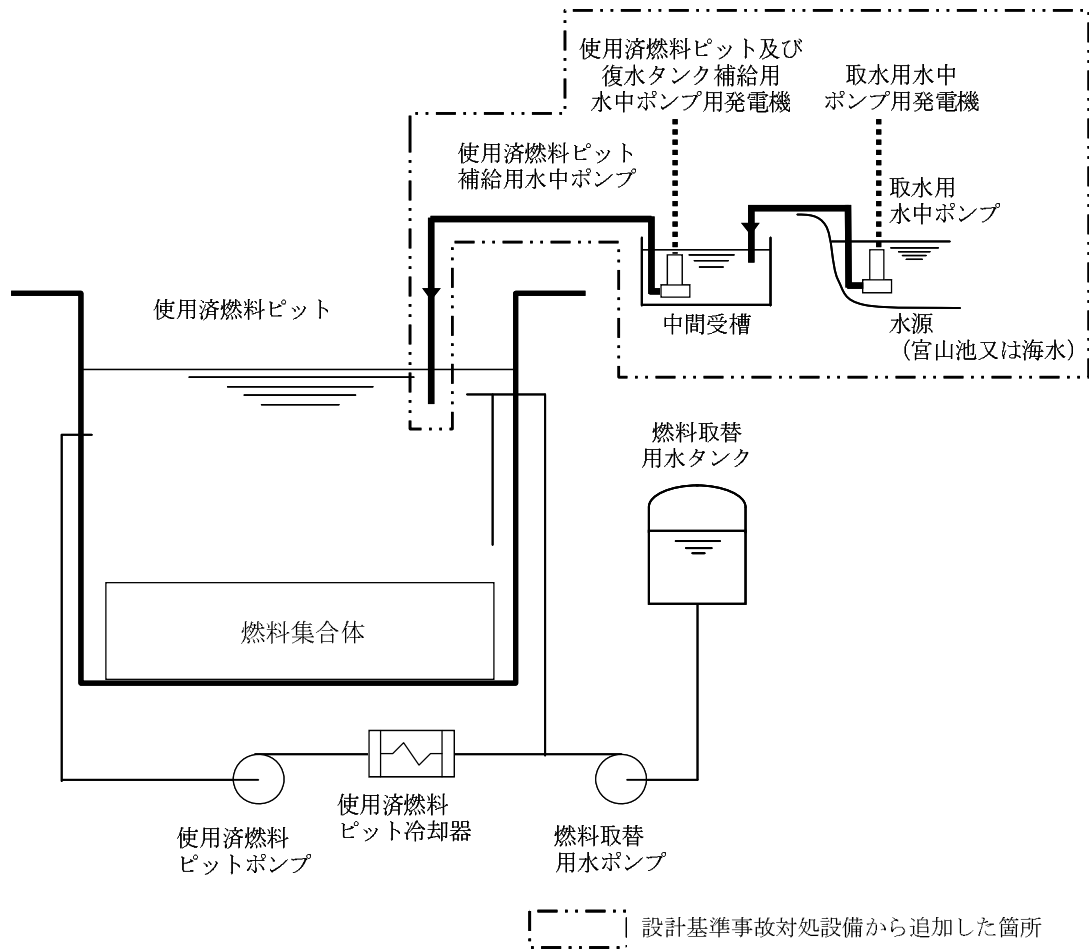 使用済燃料ピット及び
復水タンク補給用
水中ポンプ用発電機
取水用水中
ポンプ用発電機
使用済燃料ピット
補給用水中ポンプ
取水用
水中ポンプ
使用済燃料ピット
中間受槽
水源
（宮山池又は海水）
燃料取替
用水タンク
燃料集合体
使用済燃料
ピット冷却器
使用済燃料
ピットポンプ
燃料取替
用水ポンプ
設計基準事故対処設備から追加した箇所